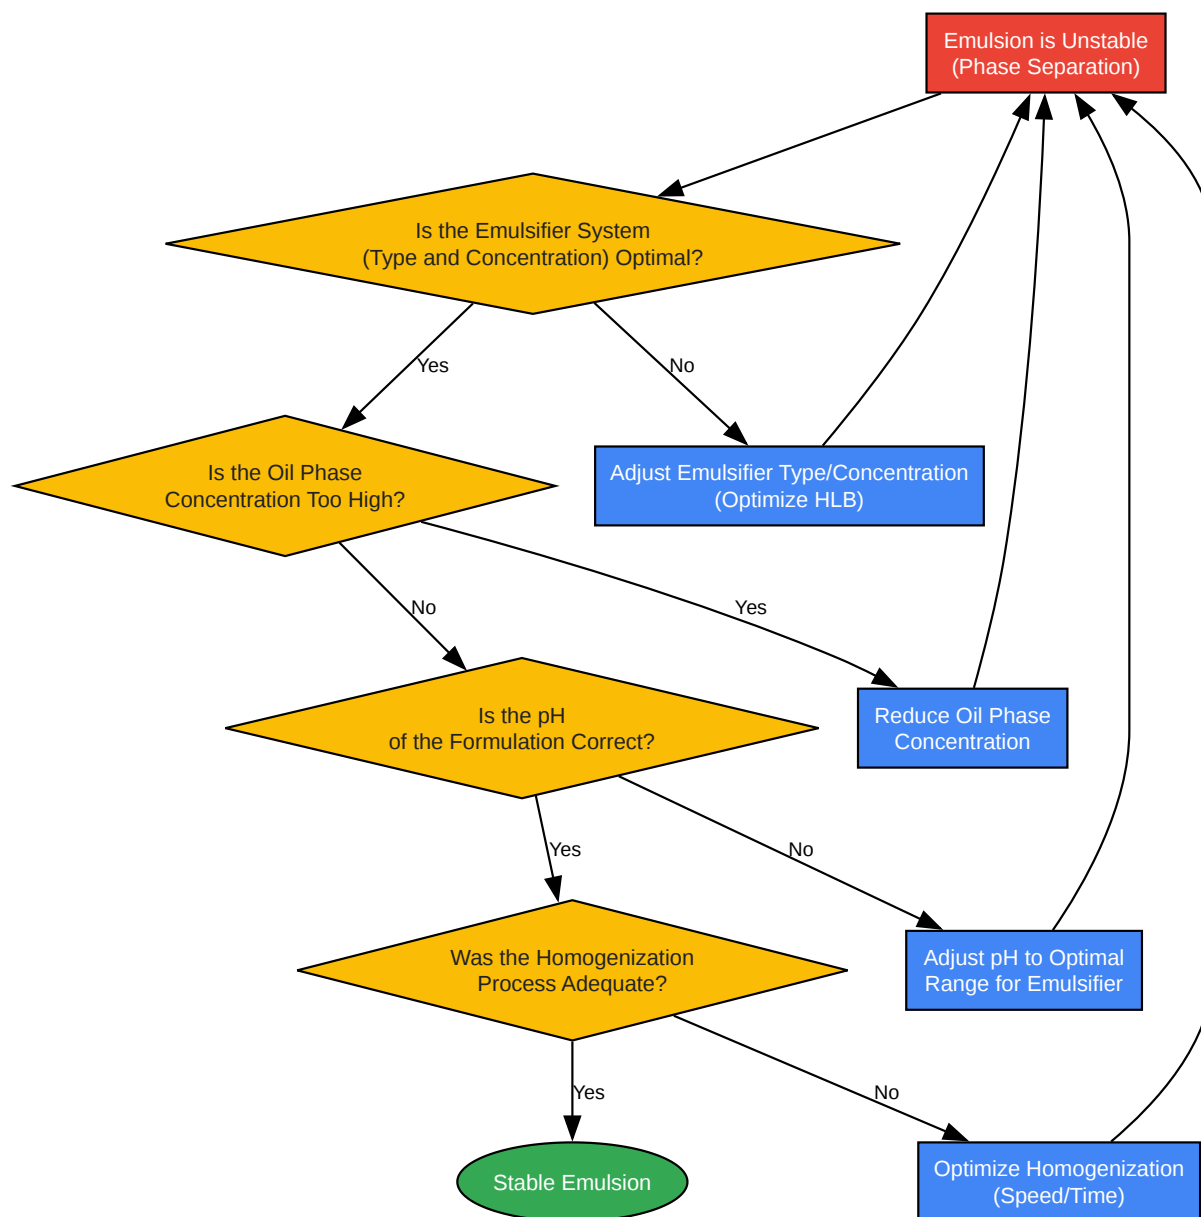 Emulsion is Unstable
(Phase Separation)
Is the Emulsifier System
(Type and Concentration) Optimal?
Yes
No
Is the Oil Phase
Concentration Too High?
Adjust Emulsifier Type/Concentration
(Optimize HLB)
No
Yes
Is the pH
of the Formulation Correct?
Reduce Oil Phase
Concentration
Yes
No
Was the Homogenization
Process Adequate?
Adjust pH to Optimal
Range for Emulsifier
Yes
No
Stable Emulsion
Optimize Homogenization
(Speed/Time)